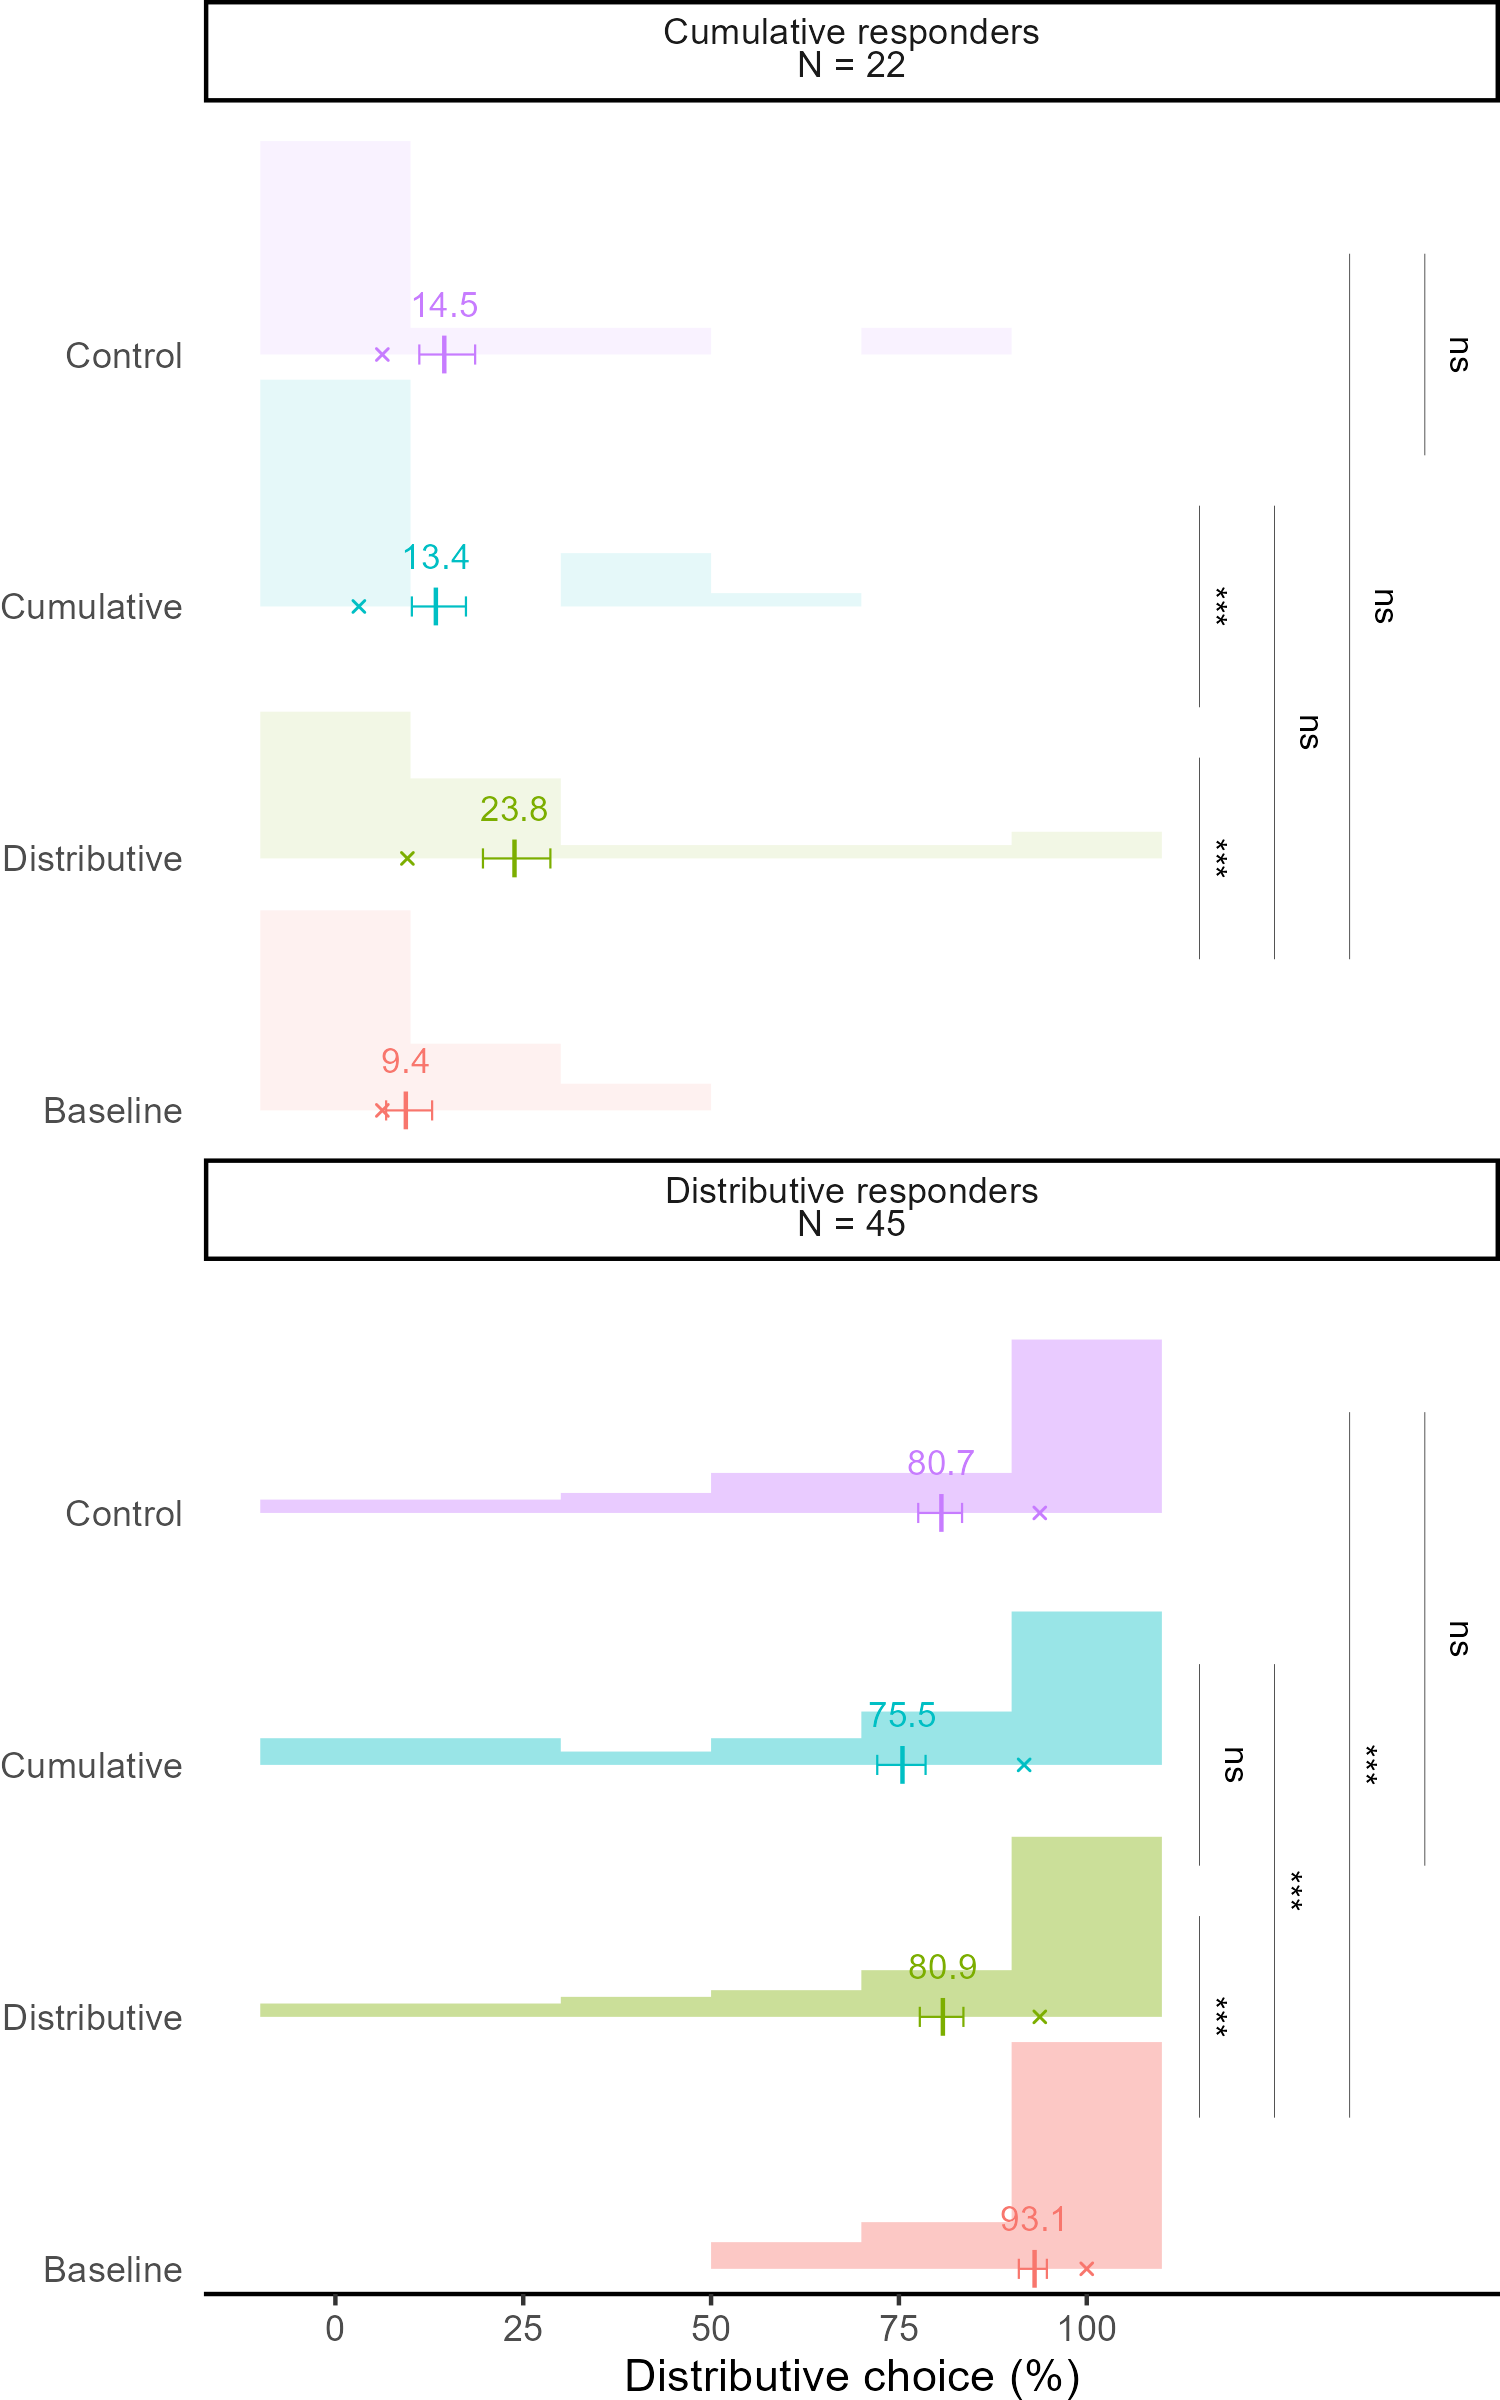 Cumulative responders
N = 22
14.5
Control
ns
13.4
Cumulative
***
ns
ns
23.8
Distributive
***
9.4
Baseline
Distributive responders
N = 45
80.7
Control
ns
75.5
Cumulative
ns
***
***
80.9
Distributive
***
93.1
Baseline
0 25 50 75 100
Distributive choice (%)